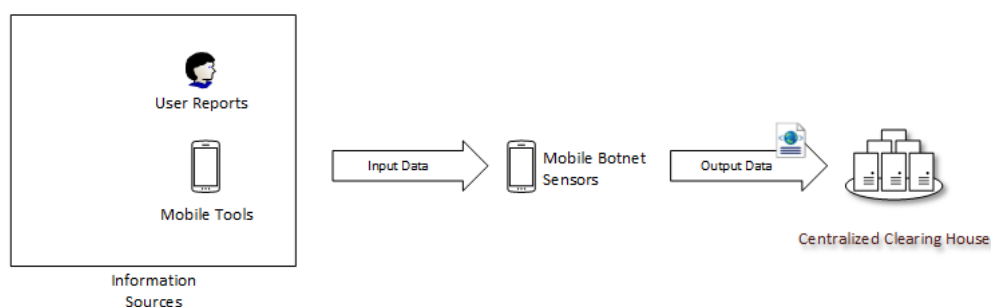 User Reports
Mobile Tools
Information
Sources
Input Data
Mobile Botnet
Sensors
Output Data
Centralized Clearing House